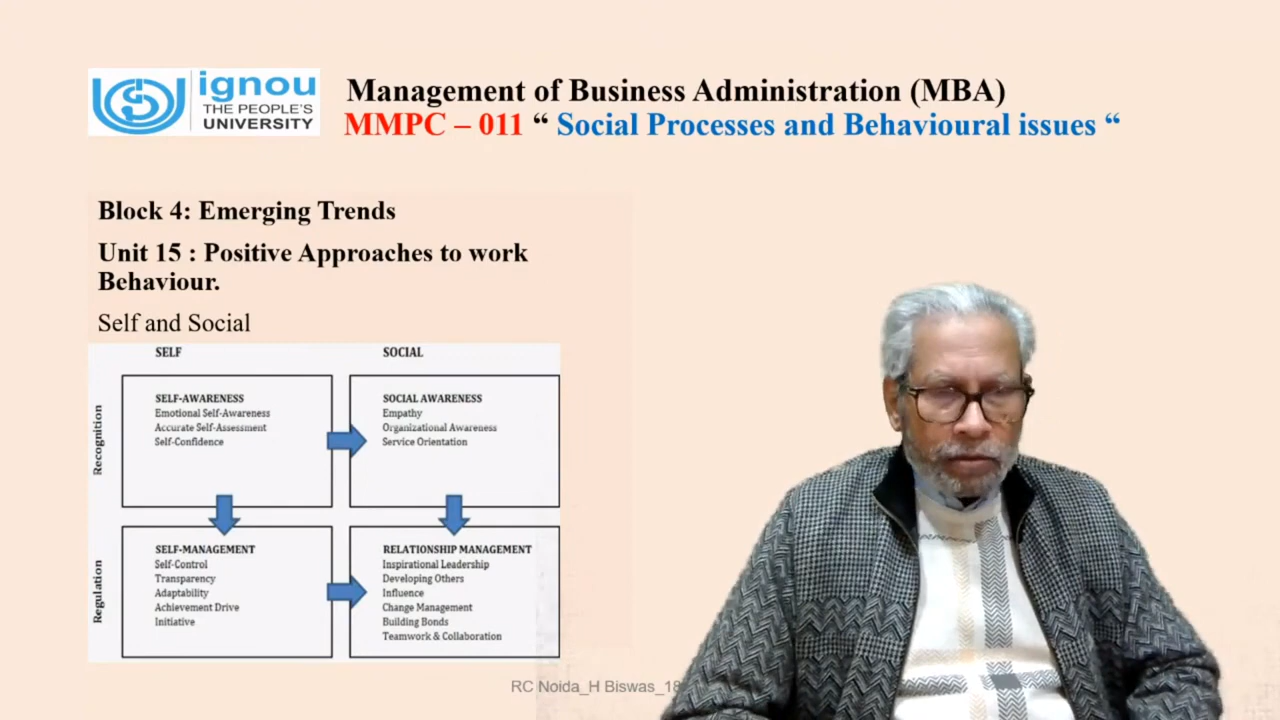 ignou
THE PEOPLE'S
UNIVERSITY
Management of Business Administration (MBA)
MMPC – 011 “ Social Processes and Behavioural issues “
Block 4: Emerging Trends
Unit 15 : Positive Approaches to work
Behaviour.
Self and Social
SELF
SOCIAL
Recognition
SELF-AWARENESS
Emotional Self-Awareness
Accurate Self-Assessment
Self-Confidence
SOCIAL AWARENESS
Empathy
Organizational Awareness
Service Orientation
Regulation
SELF-MANAGEMENT
Self-Control
Transparency
Adaptability
Achievement Drive
Initiative
RELATIONSHIP MANAGEMENT
Inspirational Leadership
Developing Others
Influence
Change Management
Building Bonds
Teamwork & Collaboration
RC Noida_H Biswas_18